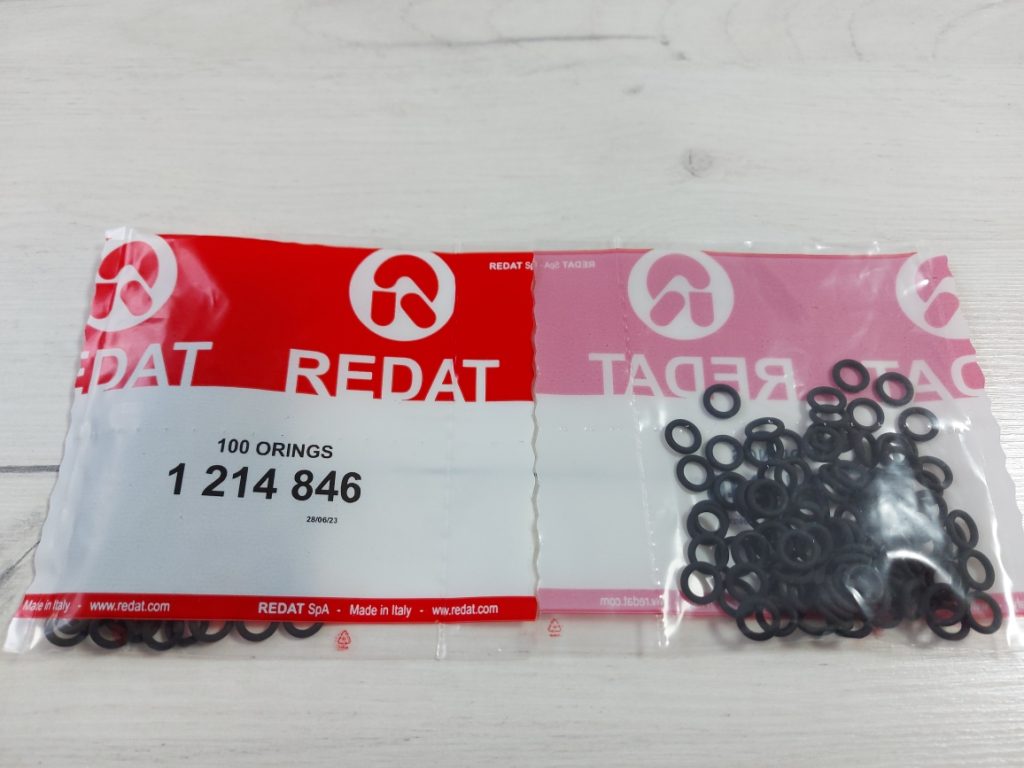 REDAT SpA
EDAT REDAT
REDAT
100 ORINGS
1 214 846
28/06/23
Made in Italy - www.redat.com
REDAT SpA - Made in Italy - www.redat.com